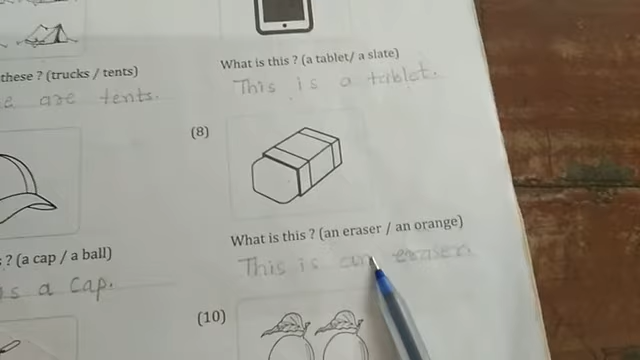 these ? (trucks / tents)
e are tents.
? (a cap / a ball)
is a cap.
What is this ? (a tablet/ a slate)
This is a tablet.
(8)
What is this ? (an eraser / an orange)
This is an eraser.
(10)